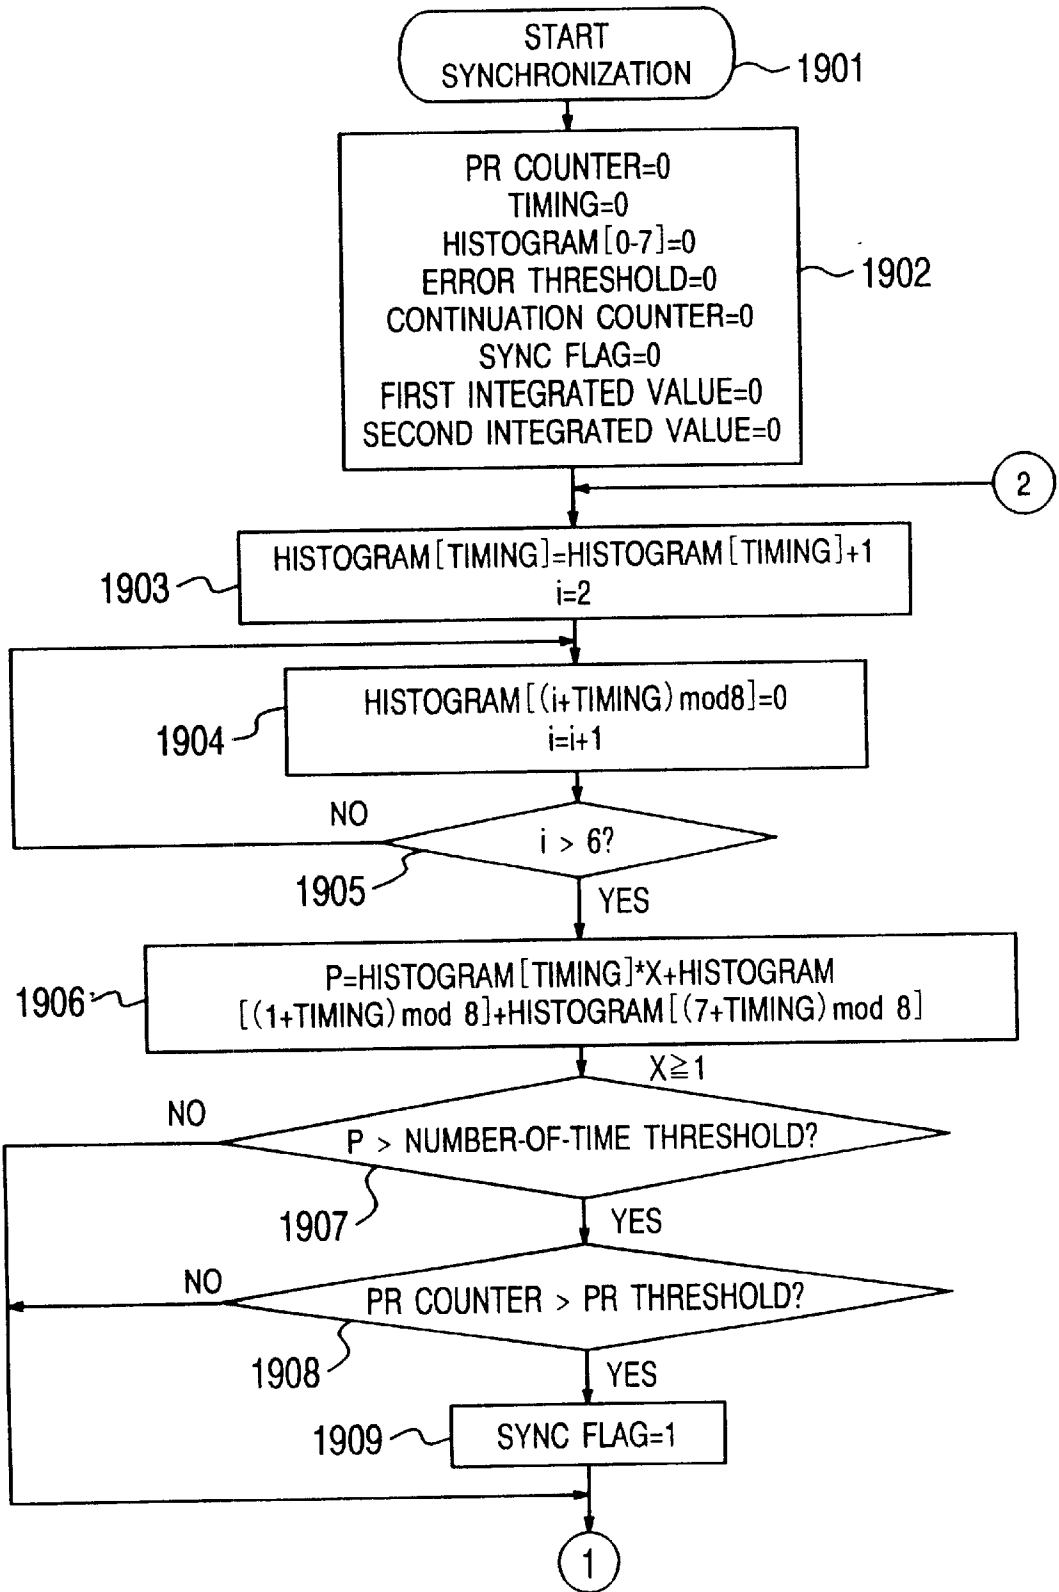 START
SYNCHRONIZATION
1901
PR COUNTER=0
TIMING=0
HISTOGRAM[0-7]=0
ERROR THRESHOLD=0
CONTINUATION COUNTER=0
SYNC FLAG=0
FIRST INTEGRATED VALUE=0
SECOND INTEGRATED VALUE=0
1902
2
HISTOGRAM[TIMING]=HISTOGRAM[TIMING]+1
i=2
1903
HISTOGRAM[(i+TIMING)mod8]=0
i=i+1
1904
NO
i > 6?
1905
YES
P=HISTOGRAM[TIMING]*X+HISTOGRAM
[(1+TIMING)mod 8]+HISTOGRAM[(7+TIMING)mod 8]
1906
X≧1
NO
P > NUMBER-OF-TIME THRESHOLD?
1907
YES
NO
PR COUNTER > PR THRESHOLD?
1908
YES
1909
SYNC FLAG=1
1